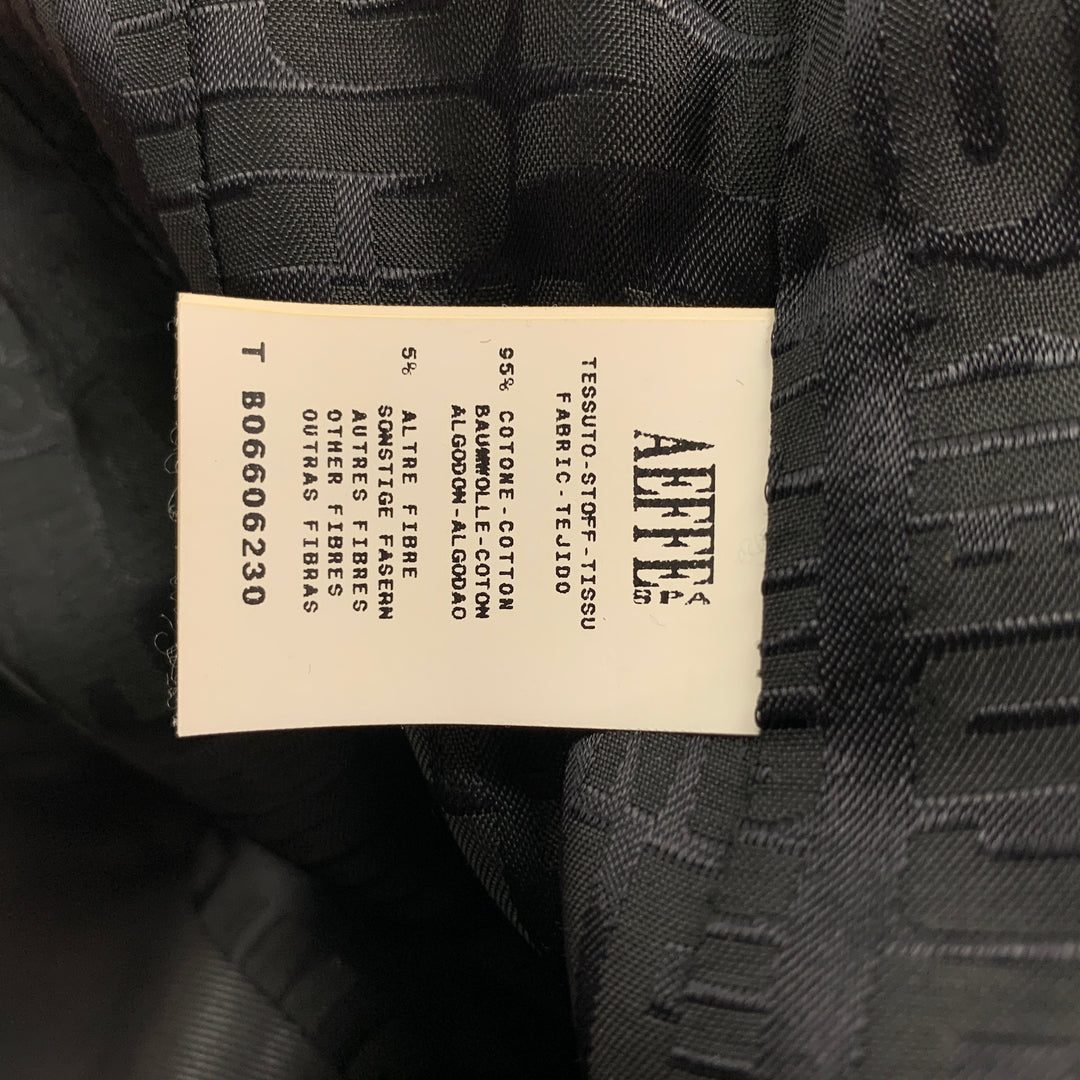 AEFFE
TESSUTO-STOFF-TISSU
FABRIC-TEJIDO
95% COTONE-COTTON
BAUMWOLLE-COTON
ALGODON-ALGODAO
5% ALTRE FIBRE
SONSTIGE FASERN
AUTRES FIBRES
OTHER FIBRES
OUTRAS FIBRAS
T B06606230